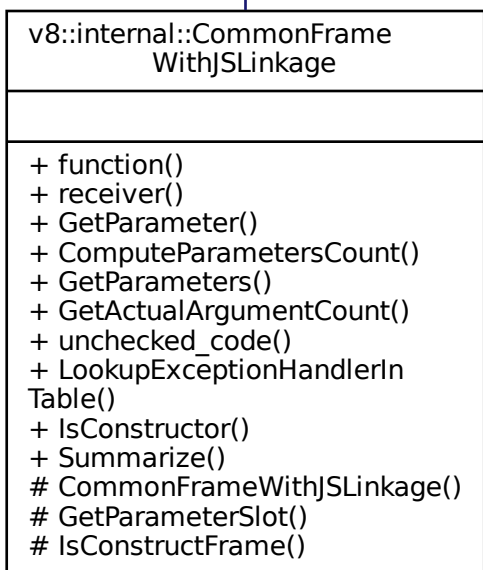 v8::internal::CommonFrame
WithJSLinkage
+ function()
+ receiver()
+ GetParameter()
+ ComputeParametersCount()
+ GetParameters()
+ GetActualArgumentCount()
+ unchecked_code()
+ LookupExceptionHandlerIn
Table()
+ IsConstructor()
+ Summarize()
# CommonFrameWithJSLinkage()
# GetParameterSlot()
# IsConstructFrame()